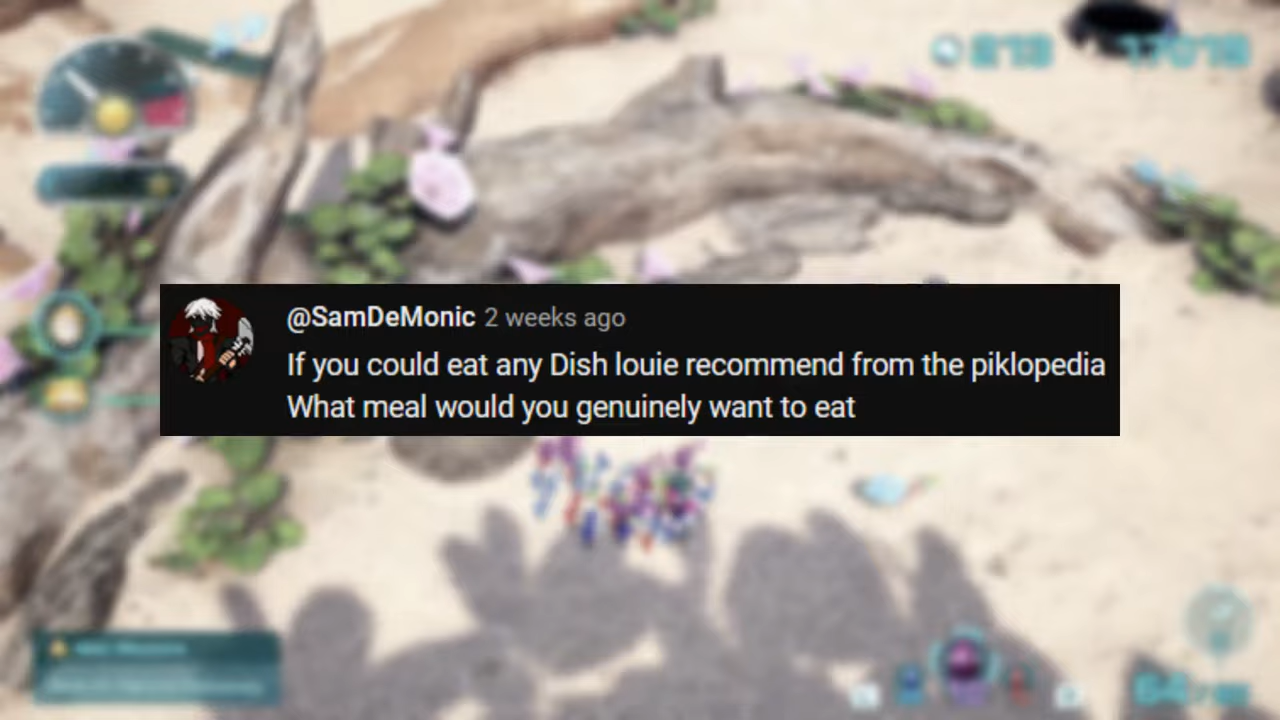 @SamDeMonic 2 weeks ago
If you could eat any Dish louie recommend from the piklopedia
What meal would you genuinely want to eat